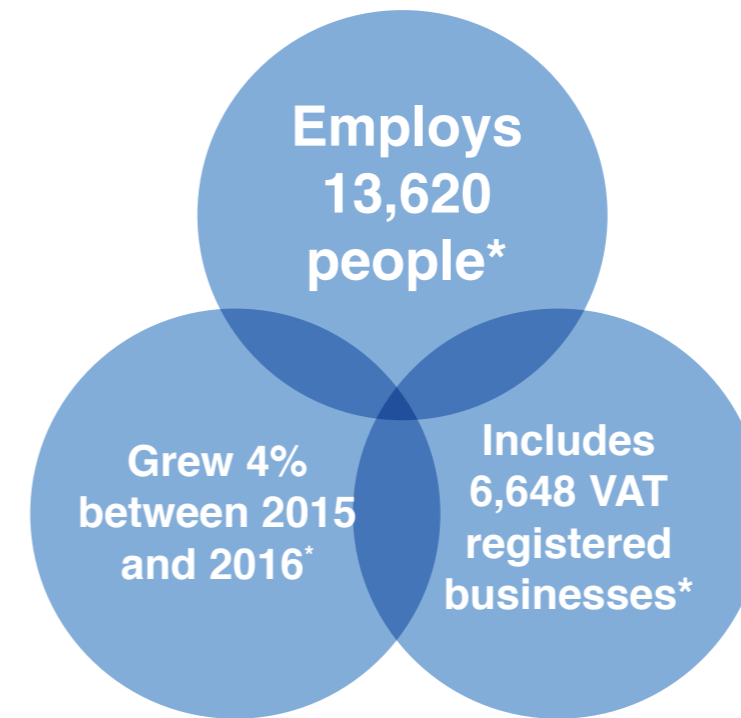 Employs
13,620
people*
Grew 4%
between 2015
and 2016*
Includes
6,648 VAT
registered
businesses*